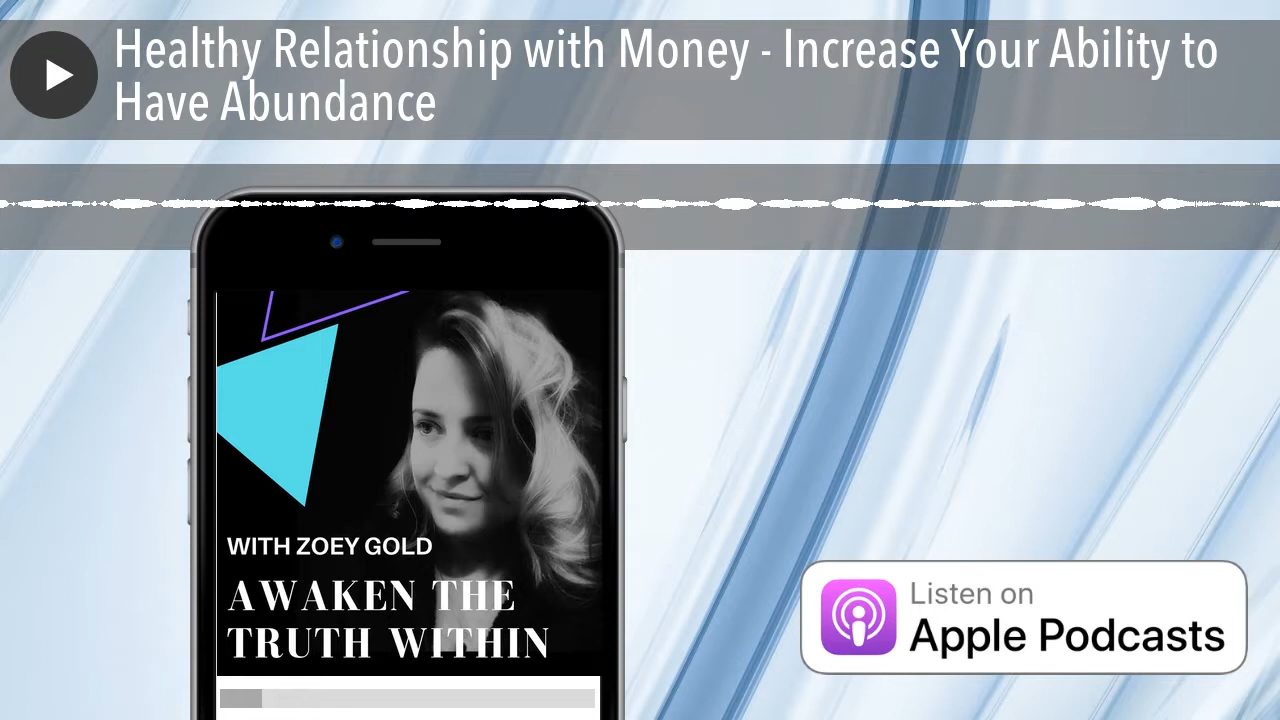 Healthy Relationship with Money - Increase Your Ability to
Have Abundance
WITH ZOEY GOLD
AWAKEN THE
TRUTH WITHIN
Listen on
Apple Podcasts